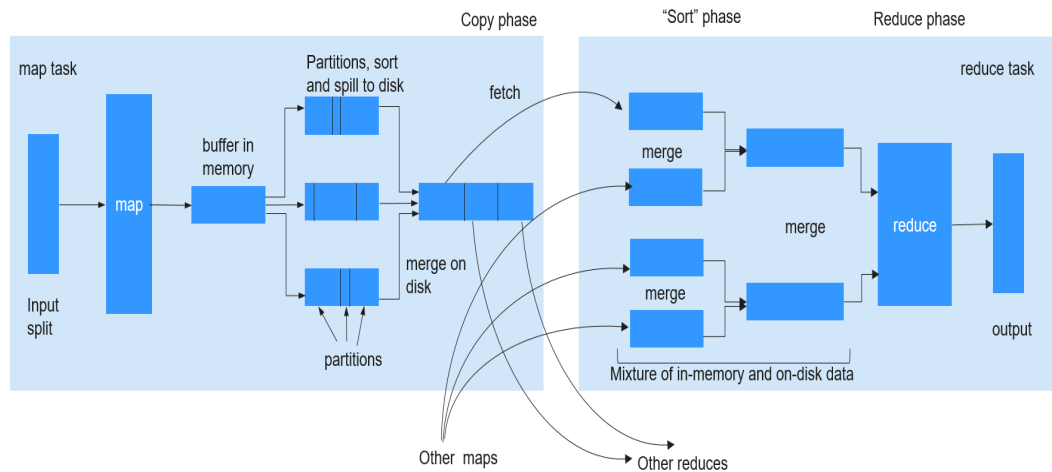 Copy phase
“Sort” phase
Reduce phase
map task
Partitions, sort
and spill to disk
fetch
reduce task
buffer in
memory
merge
map
merge
reduce
merge on
disk
merge
Input
split
partitions
output
Mixture of in-memory and on-disk data
Other maps
Other reduces